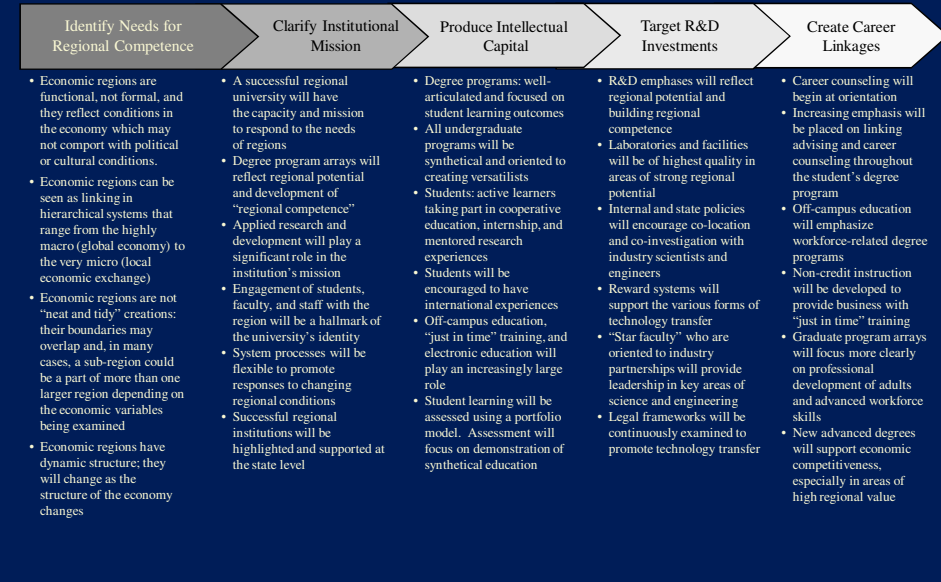 Identify Needs for
Regional Competence
Clarify Institutional
Mission
Produce Intellectual
Capital
Target R&D
Investments
Create Career
Linkages
• Economic regions are
functional, not formal, and
they reflect conditions in
the economy which may
not comport with political
or cultural conditions.
• Economic regions can be
seen as linking in
hierarchical systems that
range from the highly
macro (global economy) to
the very micro (local
economic exchange)
• Economic regions are not
“neat and tidy” creations:
their boundaries may
overlap and, in many
cases, a sub-region could
be a part of more than one
larger region depending on
the economic variables
being examined
• Economic regions have
dynamic structure; they
will change as the
structure of the economy
changes
• A successful regional
university will have
the capacity and mission
to respond to the needs
of regions
• Degree program arrays will
reflect regional potential
and development of
“regional competence”
• Applied research and
development will play a
significant role in the
institution’s mission
• Engagement of students,
faculty, and staff with the
region will be a hallmark of
the university’s identity
• System processes will be
flexible to promote
responses to changing
regional conditions
• Successful regional
institutions will be
highlighted and supported at
the state level
• Degree programs: well-
articulated and focused on
student learning outcomes
• All undergraduate
programs will be
synthetical and oriented to
creating versatilists
• Students: active learners
taking part in cooperative
education, internship, and
mentored research
experiences
• Students will be
encouraged to have
international experiences
• Off-campus education,
“just in time” training, and
electronic education will
play an increasingly large
role
• Student learning will be
assessed using a portfolio
model.  Assessment will
focus on demonstration of
synthetical education
• R&D emphases will reflect
regional potential and
building regional
competence
• Laboratories and facilities
will be of highest quality in
areas of strong regional
potential
• Internal and state policies
will encourage co-location
and co-investigation with
industry scientists and
engineers
• Reward systems will
support the various forms of
technology transfer
• “Star faculty” who are
oriented to industry
partnerships will provide
leadership in key areas of
science and engineering
• Legal frameworks will be
continuously examined to
promote technology transfer
• Career counseling will
begin at orientation
• Increasing emphasis will
be placed on linking
advising and career
counseling throughout
the student’s degree
program
• Off-campus education
will emphasize
workforce-related degree
programs
• Non-credit instruction
will be developed to
provide business with
“just in time” training
• Graduate program arrays
will focus more clearly
on professional
development of adults
and advanced workforce
skills
• New advanced degrees
will support economic
competitiveness,
especially in areas of
high regional value